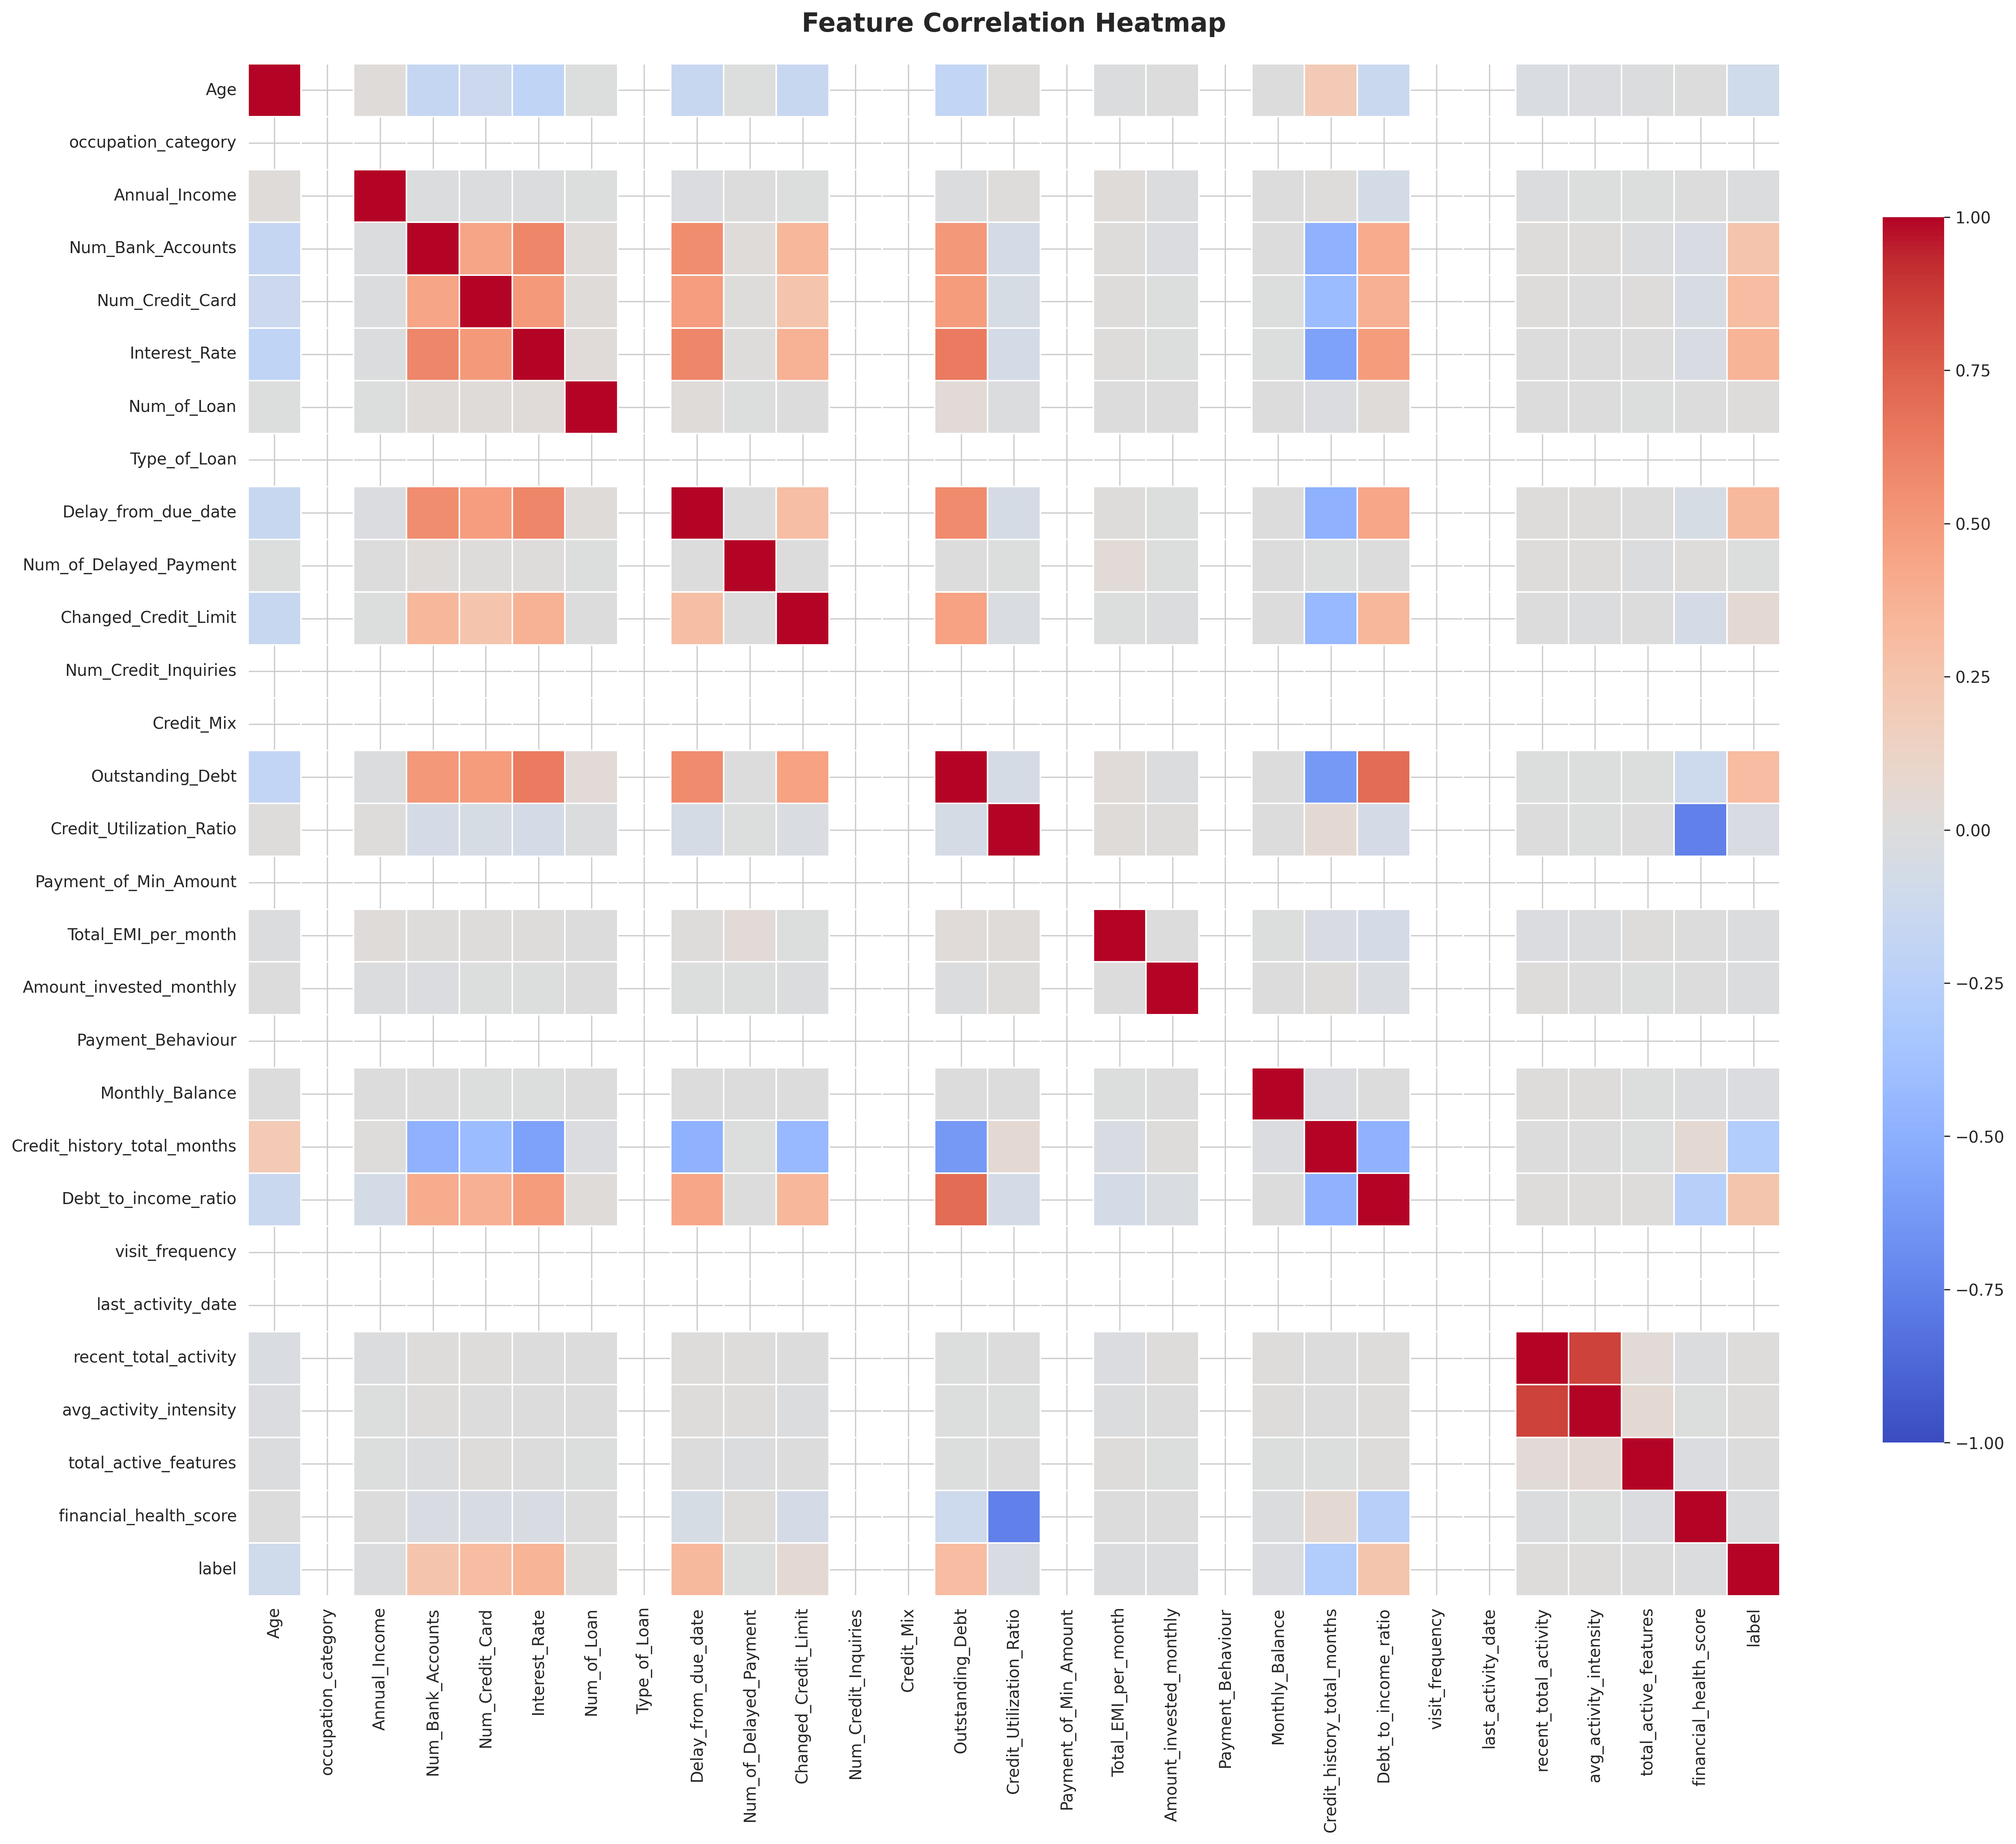 Feature Correlation Heatmap
Age
occupation_category
Annual_Income
Num_Bank_Accounts
Num_Credit_Card
Interest_Rate
Num_of_Loan
Type_of_Loan
Delay_from_due_date
Num_of_Delayed_Payment
Changed_Credit_Limit
Num_Credit_Inquiries
Credit_Mix
Outstanding_Debt
Credit_Utilization_Ratio
Payment_of_Min_Amount
Total_EMI_per_month
Amount_invested_monthly
Payment_Behaviour
Monthly_Balance
Credit_history_total_months
Debt_to_income_ratio
visit_frequency
last_activity_date
recent_total_activity
avg_activity_intensity
total_active_features
financial_health_score
label
Age
occupation_category
Annual_Income
Num_Bank_Accounts
Num_Credit_Card
Interest_Rate
Num_of_Loan
Type_of_Loan
Delay_from_due_date
Num_of_Delayed_Payment
Changed_Credit_Limit
Num_Credit_Inquiries
Credit_Mix
Outstanding_Debt
Credit_Utilization_Ratio
Payment_of_Min_Amount
Total_EMI_per_month
Amount_invested_monthly
Payment_Behaviour
Monthly_Balance
Credit_history_total_months
Debt_to_income_ratio
visit_frequency
last_activity_date
recent_total_activity
avg_activity_intensity
total_active_features
financial_health_score
label
1.00
0.75
0.50
0.25
0.00
−0.25
−0.50
−0.75
−1.00